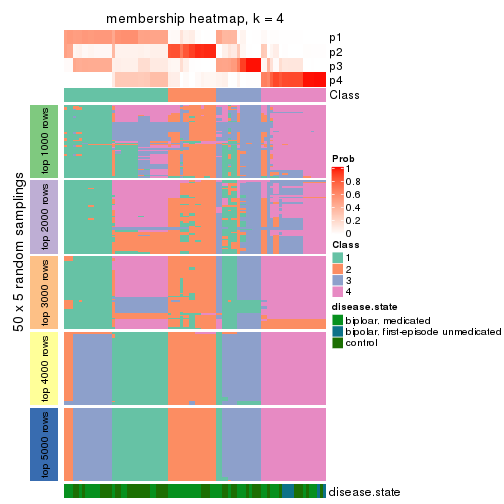 membership heatmap, k = 4
p1
p2
p3
p4
Class
50 x 5 random samplings
top 1000 rows
top 2000 rows
top 3000 rows
top 4000 rows
top 5000 rows
Prob
1
0.8
0.6
0.4
0.2
0
Class
1
2
3
4
disease.state
biploar. medicated
bipolar. first-episode unmedicated
control
disease.state